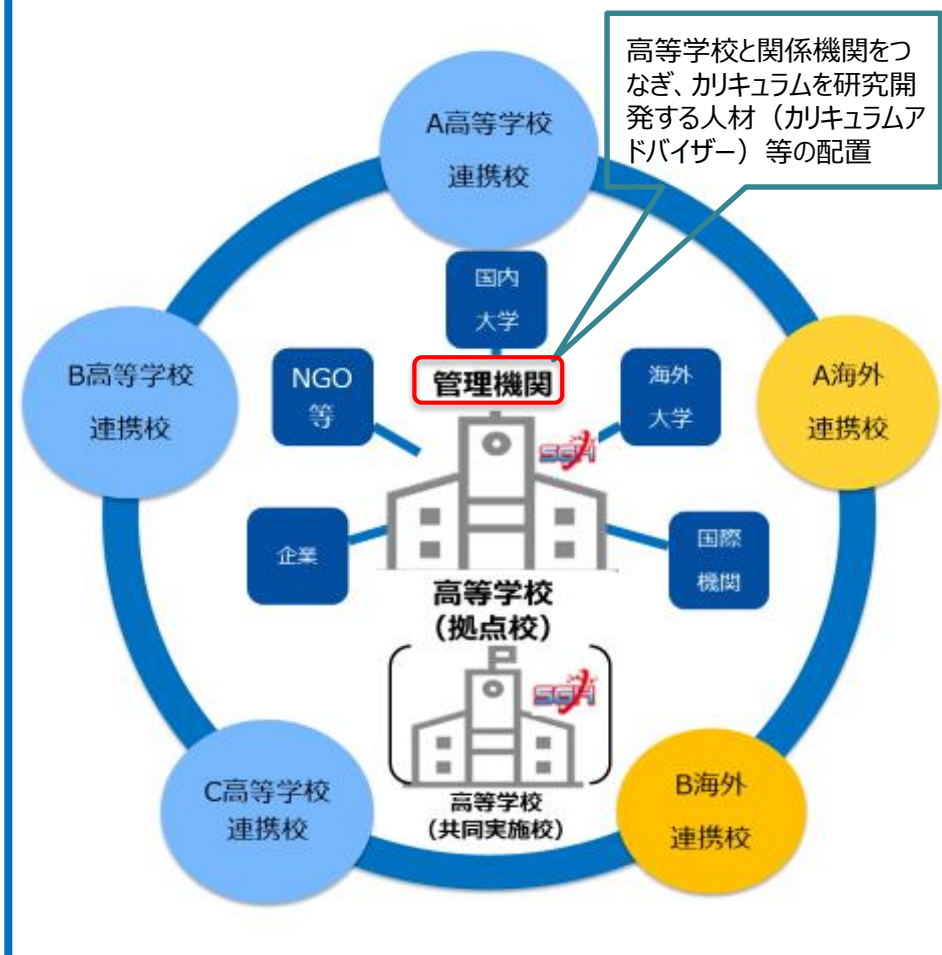 高等学校と関係機関をつ
なぎ、カリキュラムを研究開
発する人材（カリキュラムア
ドバイザー）等の配置
A高等学校
連携校
国内
大学
B高等学校
連携校
NGO
等
管理機関
海外
大学
A海外
連携校
SGH
企業
国際
機関
高等学校
(拠点校)
SGH
高等学校
(共同実施校)
C高等学校
連携校
B海外
連携校